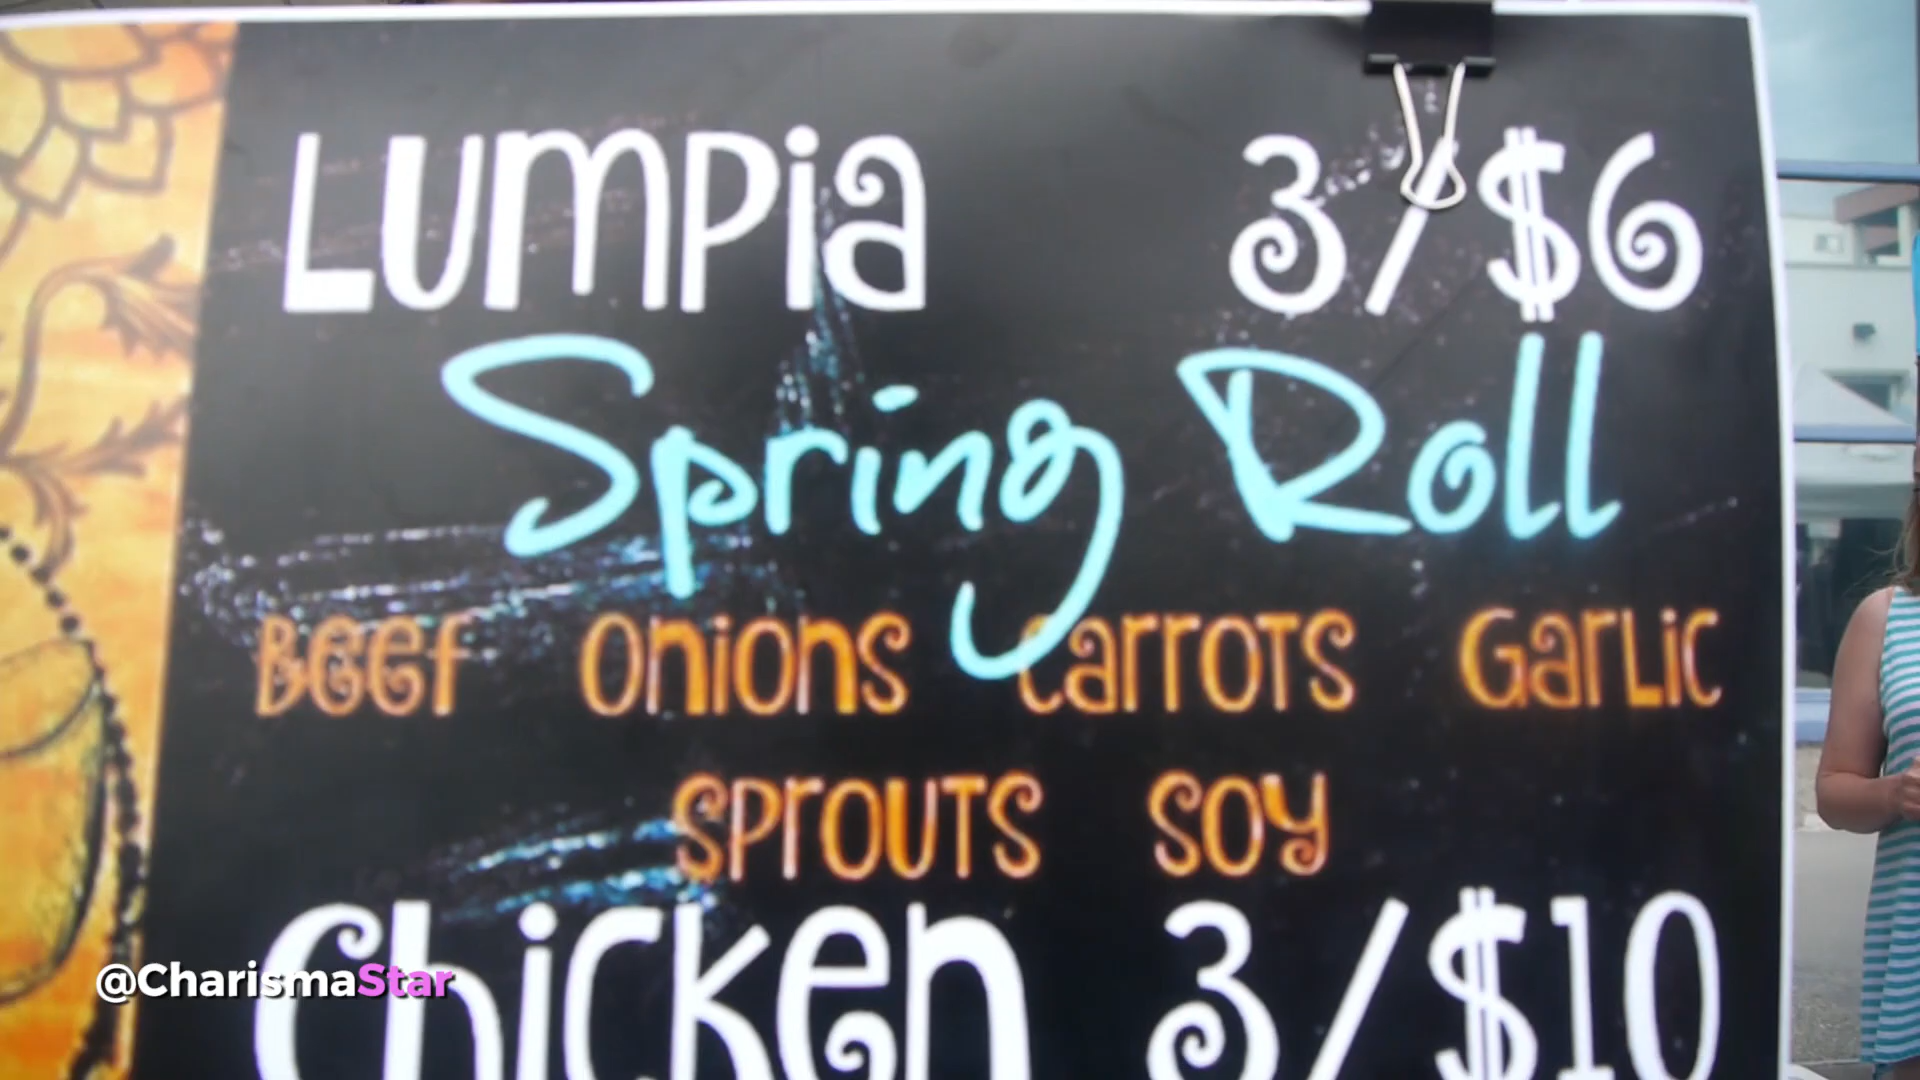 Lumpia 3/$6
Spring Roll
Beef Onions Carrots Garlic
Sprouts Soy
Chicken 3/$10
@CharismaStar